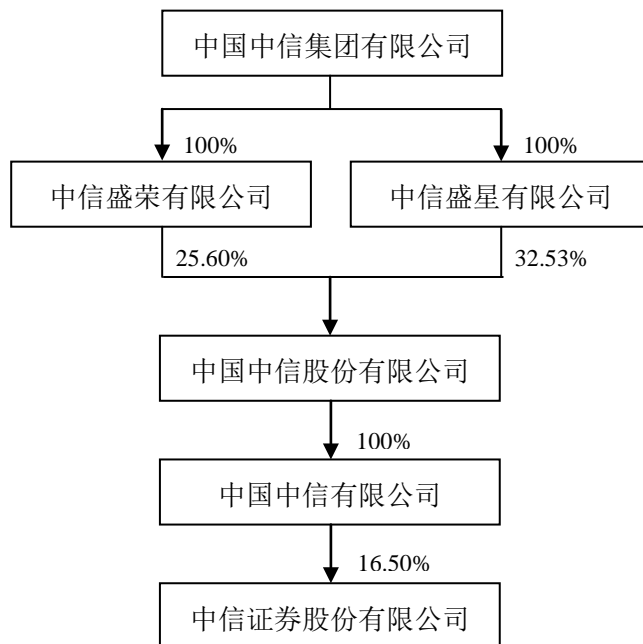 中国中信集团有限公司
100%
100%
中信盛荣有限公司
中信盛星有限公司
25.60%
32.53%
中国中信股份有限公司
100%
中国中信有限公司
16.50%
中信证券股份有限公司